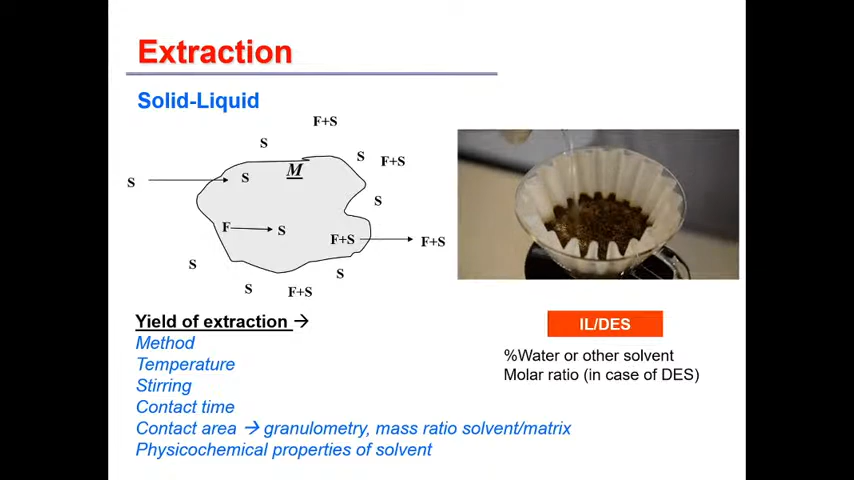 Extraction
Solid-Liquid
F+S
S
S
F+S
M
S
S
S
F
S
F+S
F+S
S
S
S
F+S
Yield of extraction →
Method
Temperature
Stirring
Contact time
Contact area → granulometry, mass ratio solvent/matrix
Physicochemical properties of solvent
IL/DES
%Water or other solvent
Molar ratio (in case of DES)